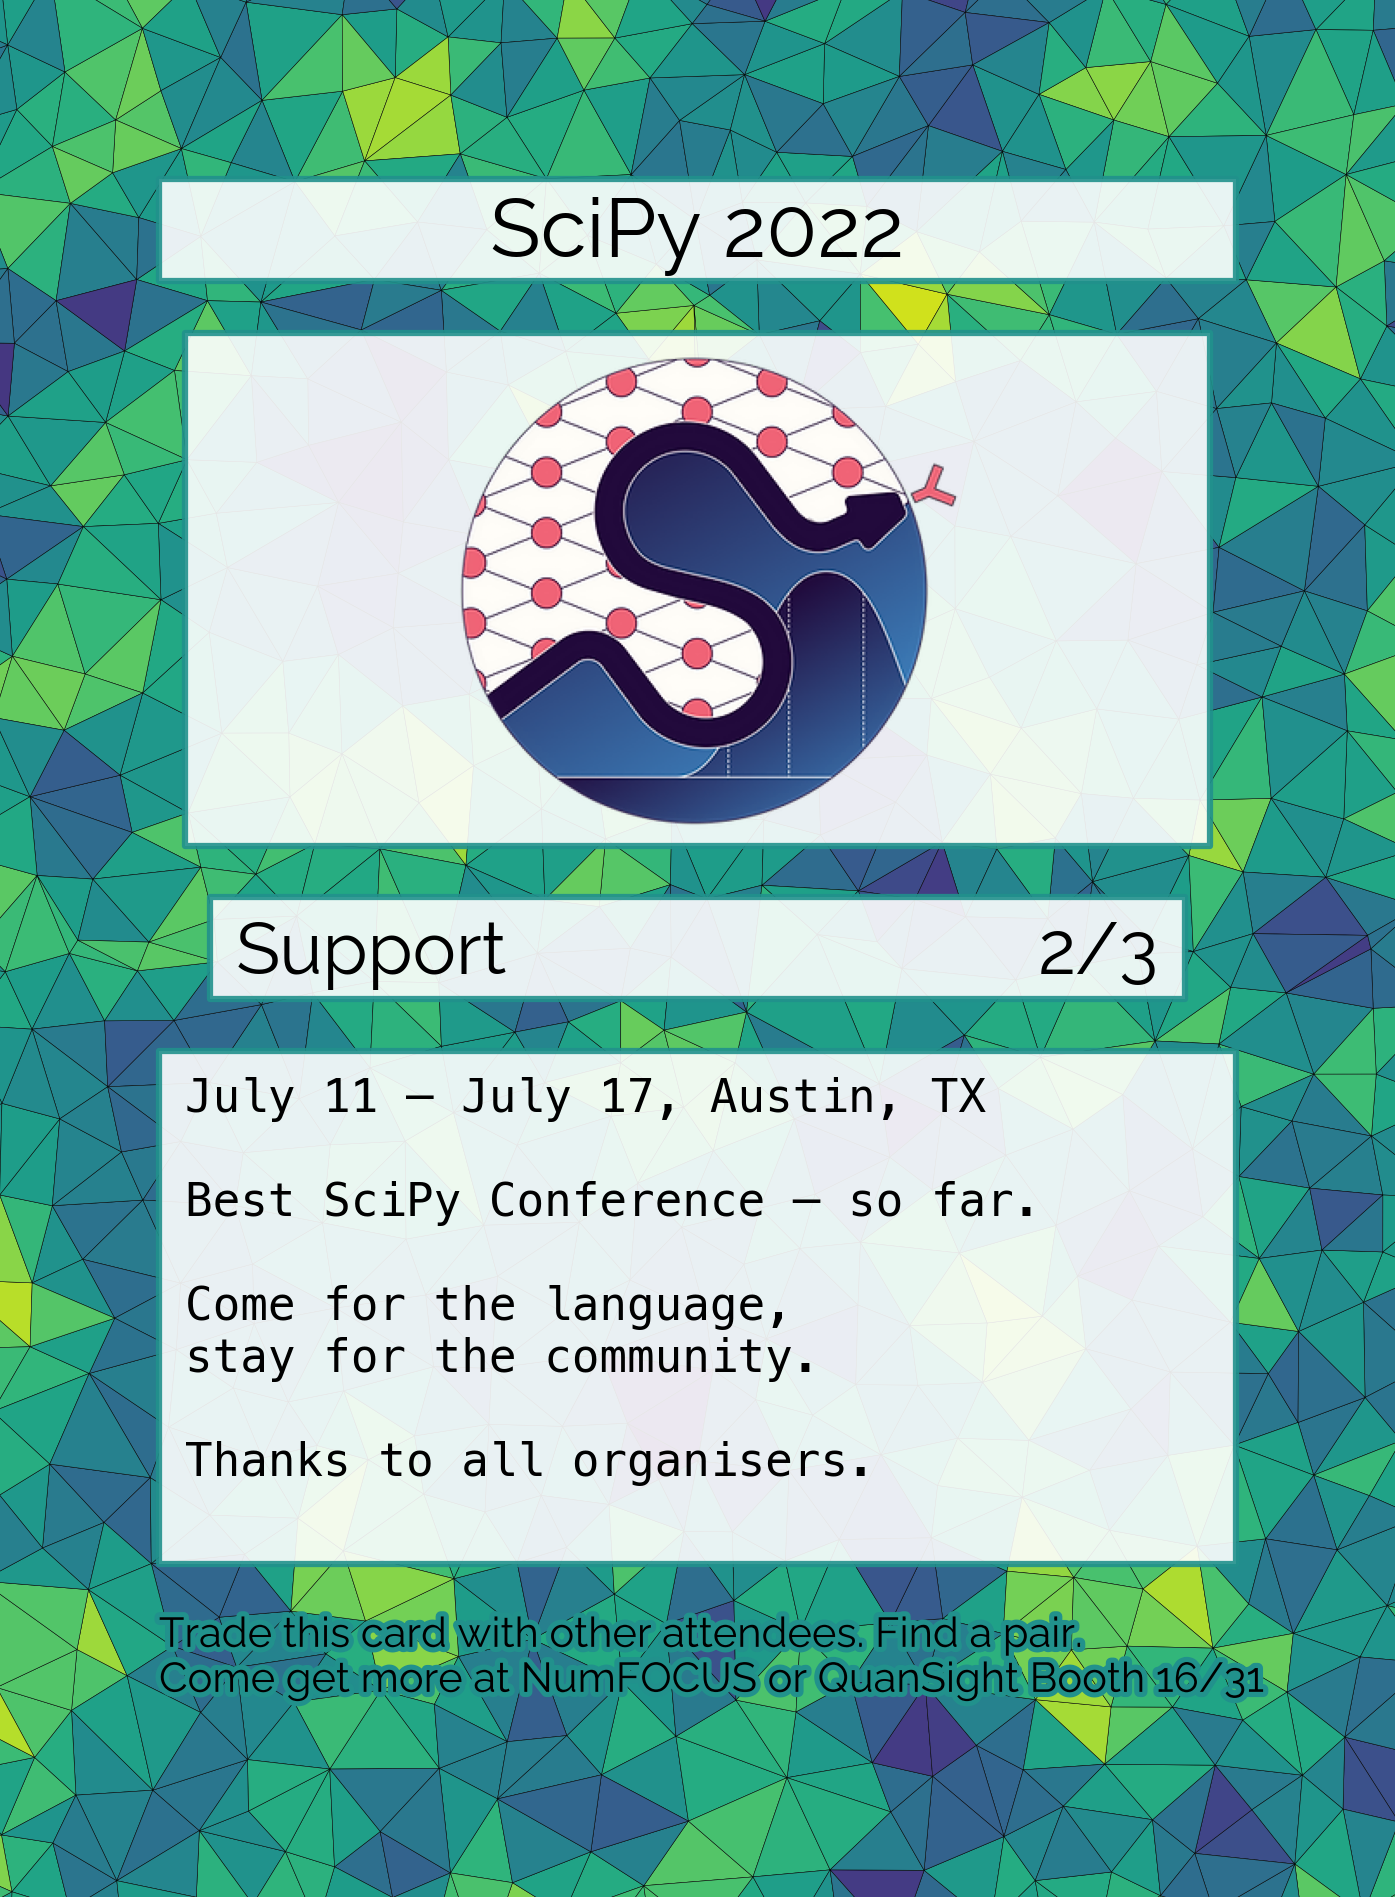 SciPy 2022
Support 2/3
July 11 – July 17, Austin, TX
Best SciPy Conference – so far.
Come for the language,
stay for the community.
Thanks to all organisers.
Trade this card with other attendees. Find a pair.
Come get more at NumFOCUS or QuanSight Booth 16/31